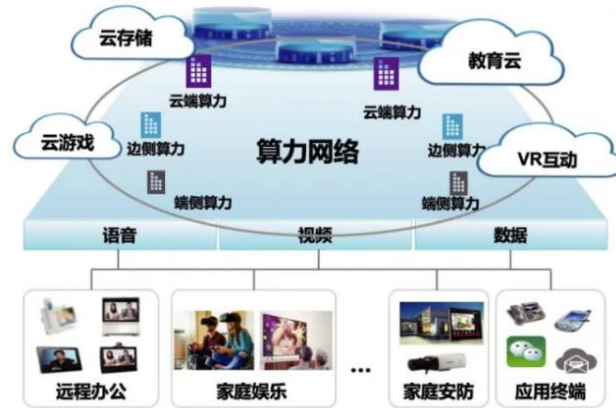 云存储
教育云
云端算力
云端算力
云游戏
边侧算力
算力网络
边侧算力
VR互动
端侧算力
端侧算力
语音
视频
数据
...
远程办公
家庭娱乐
家庭安防
应用终端